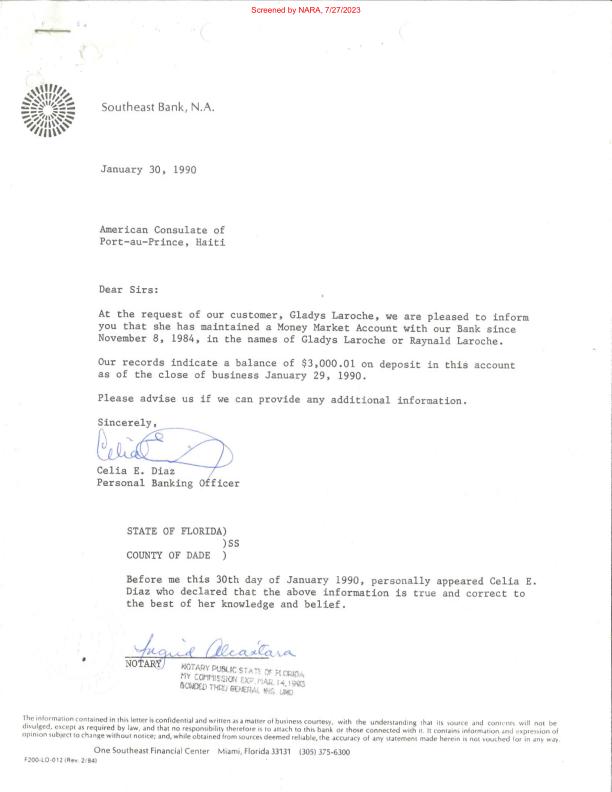 Screened by NARA, 7/27/2023
Southeast Bank, N.A.
January 30, 1990
American Consulate of
Port-au-Prince, Haiti
Dear Sirs:
At the request of our customer, Gladys Laroche, we are pleased to inform
you that she has maintained a Money Market Account with our Bank since
November 8, 1984, in the names of Gladys Laroche or Raynald Laroche.
Our records indicate a balance of $3,000.01 on deposit in this account
as of the close of business January 29, 1990.
Please advise us if we can provide any additional information.
Sincerely,
Celia E. Diaz
Personal Banking Officer
STATE OF FLORIDA)
)SS
COUNTY OF DADE )
Before me this 30th day of January 1990, personally appeared Celia E.
Diaz who declared that the above information is true and correct to
the best of her knowledge and belief.
Ingrid Alcantara
NOTARY
NOTARY PUBLIC STATE OF FLORIDA
MY COMMISSION EXP. MAR. 14, 1993
BONDED THRU GENERAL INS. UND
The information contained in this letter is confidential and written as a matter of business courtesy, with the understanding that its source and contents will not be
divulged, except as required by law, and that no responsibility therefore is to attach to this bank or those connected with it. It contains information and expression of
opinion subject to change without notice; and, while obtained from sources deemed reliable, the accuracy of any statement made herein is not vouched for in any way.
One Southeast Financial Center Miami, Florida 33131 (305) 375-6300
F200-LO-012 (Rev. 2/84)